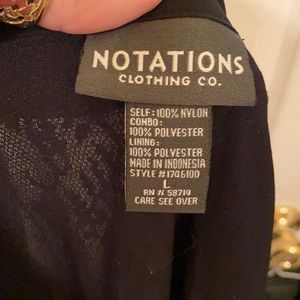 NOTATIONS
CLOTHING CO.
SELF: 100% NYLON
COMBO:
100% POLYESTER
LINING:
100% POLYESTER
MADE IN INDONESIA
STYLE #1746100
L
RN # 58719
CARE SEE OVER